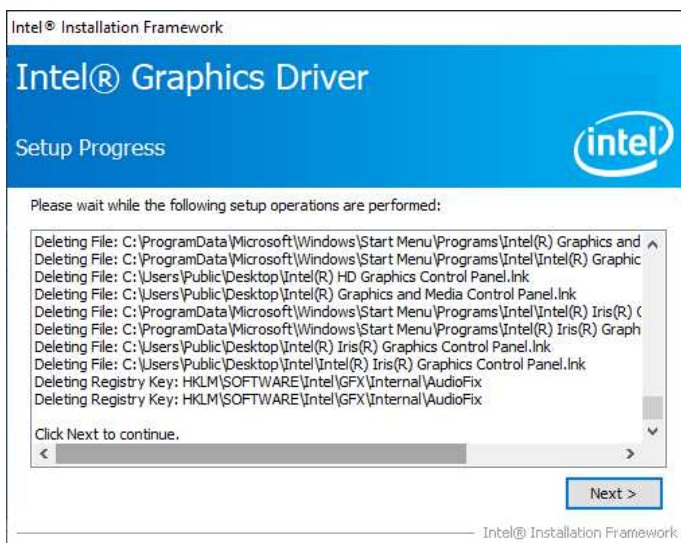 Intel® Installation Framework
Intel® Graphics Driver
Setup Progress
intel
Please wait while the following setup operations are performed:
Deleting File: C:\ProgramData\Microsoft\Windows\Start Menu\Programs\Intel(R) Graphics and
Deleting File: C:\ProgramData\Microsoft\Windows\Start Menu\Programs\Intel\Intel(R) Graphic
Deleting File: C:\Users\Public\Desktop\Intel(R) HD Graphics Control Panel.lnk
Deleting File: C:\Users\Public\Desktop\Intel(R) Graphics and Media Control Panel.lnk
Deleting File: C:\ProgramData\Microsoft\Windows\Start Menu\Programs\Intel\Intel(R) Iris(R) G
Deleting File: C:\ProgramData\Microsoft\Windows\Start Menu\Programs\Intel(R) Iris(R) Graph
Deleting File: C:\Users\Public\Desktop\Intel(R) Iris(R) Graphics Control Panel.lnk
Deleting File: C:\Users\Public\Desktop\Intel\Intel(R) Iris(R) Graphics Control Panel.lnk
Deleting Registry Key: HKLM\SOFTWARE\Intel\GFX\Internal\AudioFix
Deleting Registry Key: HKLM\SOFTWARE\Intel\GFX\Internal\AudioFix
Click Next to continue.
Next >
Intel® Installation Framework